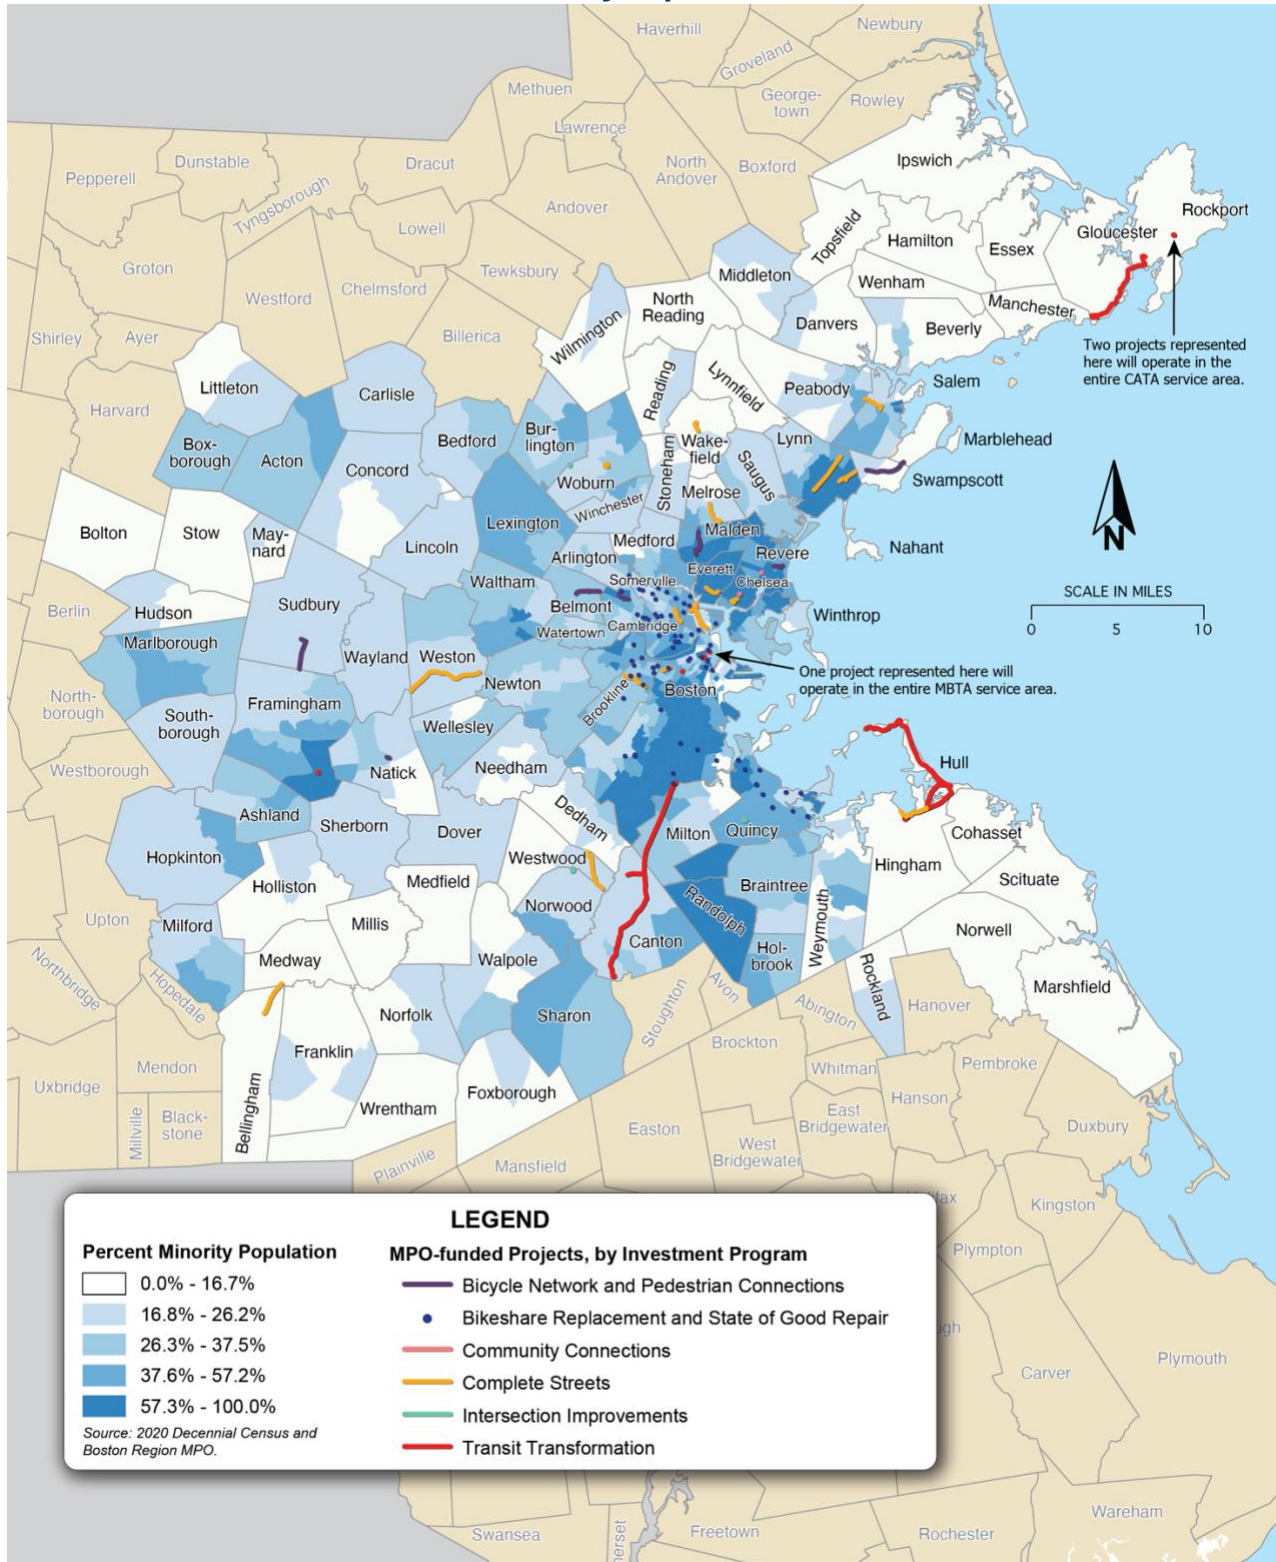 Haverhill
Newbury
Groveland
Methuen
George-
town
Rowley
Lawrence
Dunstable
Dracut
North
Andover
Boxford
Ipswich
Pepperell
Tyngsborough
Andover
Rockport
Lowell
Topsfield
Hamilton
Essex
Gloucester
Groton
Tewksbury
Middleton
Westford
Chelmsford
Wenham
North
Reading
Manchester
Shirley
Ayer
Billerica
Wilmington
Danvers
Beverly
Two projects represented
here will operate in the
entire CATA service area.
Littleton
Carlisle
Reading
Lynnfield
Peabody
Salem
Harvard
Box-
borough
Acton
Bedford
Bur-
lington
Wake-
field
Lynn
Marblehead
Concord
Woburn
Stoneham
Saugus
Swampscott
Melrose
Winchester
Bolton
Stow
May-
nard
Lexington
Lincoln
Arlington
Medford
Malden
Revere
Nahant
N
Everett
Chelsea
Waltham
Somerville
SCALE IN MILES
0
5
10
Berlin
Hudson
Sudbury
Belmont
Winthrop
Marlborough
Watertown
Cambridge
Wayland
Weston
One project represented here will
operate in the entire MBTA service area.
North-
borough
Newton
Boston
Framingham
Brookline
South-
borough
Wellesley
Westborough
Natick
Needham
Hull
Ashland
Sherborn
Dover
Dedham
Milton
Quincy
Cohasset
Hopkinton
Westwood
Hingham
Holliston
Medfield
Braintree
Scituate
Upton
Norwood
Randolph
Milford
Millis
Canton
Weymouth
Norwell
Medway
Walpole
Hol-
brook
Northbridge
Hopedale
Rockland
Marshfield
Norfolk
Sharon
Stoughton
Avon
Abington
Hanover
Franklin
Brockton
Mendon
Whitman
Pembroke
Uxbridge
Foxborough
Hanson
Bellingham
Wrentham
East
Bridgewater
Millville
Black-
stone
Easton
Duxbury
West
Bridgewater
Plainville
Mansfield
Kingston
LEGEND
Plympton
Percent Minority Population
0.0% - 16.7%
16.8% - 26.2%
26.3% - 37.5%
37.6% - 57.2%
57.3% - 100.0%
Source: 2020 Decennial Census and
Boston Region MPO.
MPO-funded Projects, by Investment Program
Bicycle Network and Pedestrian Connections
Bikeshare Replacement and State of Good Repair
Community Connections
Complete Streets
Intersection Improvements
Transit Transformation
Carver
Plymouth
Wareham
Swansea
Freetown
Rochester